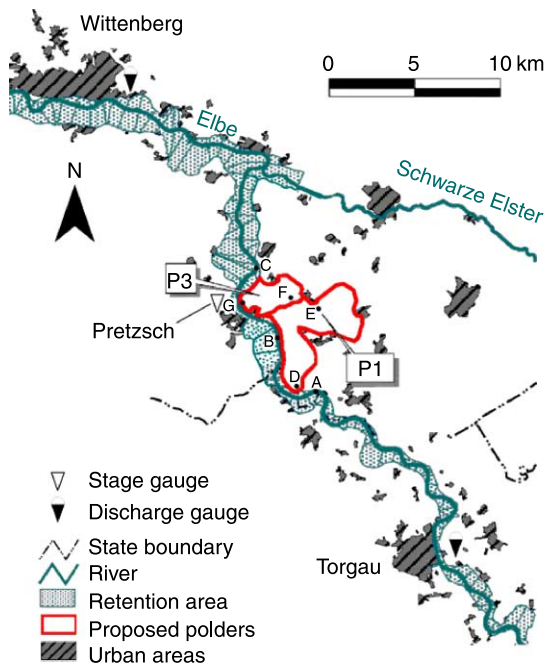 Wittenberg
0 5 10 km
Elbe
N
Schwarze Elster
C
P3
F
G
E
Pretzsch
B
P1
D
A
Stage gauge
Discharge gauge
State boundary
Torgau
River
Retention area
Proposed polders
Urban areas